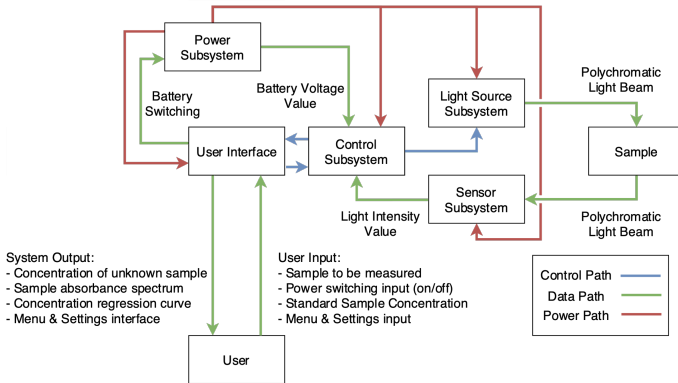 Power
Subsystem
Battery
Switching
Battery Voltage
Value
Light Source
Subsystem
Polychromatic
Light Beam
User Interface
Control
Subsystem
Sample
Sensor
Subsystem
Light Intensity
Value
Polychromatic
Light Beam
System Output:
- Concentration of unknown sample
- Sample absorbance spectrum
- Concentration regression curve
- Menu & Settings interface
User Input:
- Sample to be measured
- Power switching input (on/off)
- Standard Sample Concentration
- Menu & Settings input
Control Path
Data Path
Power Path
User